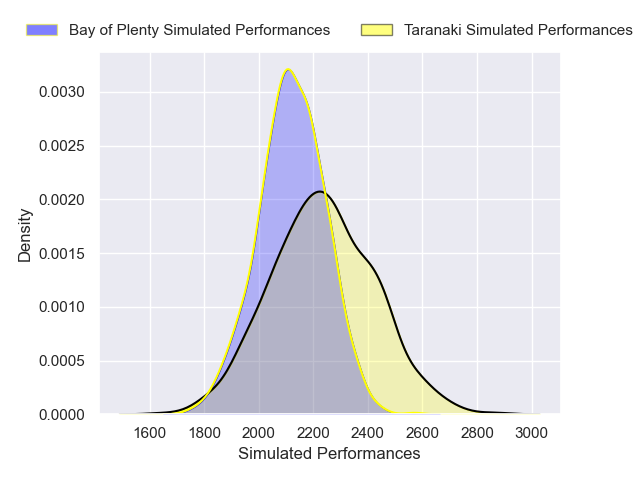 Bay of Plenty Simulated Performances Taranaki Simulated Performances
0.0030
0.0025
0.0020
0.0015
0.0010
0.0005
0.0000
Density
1600 1800 2000 2200 2400 2600 2800 3000
Simulated Performances